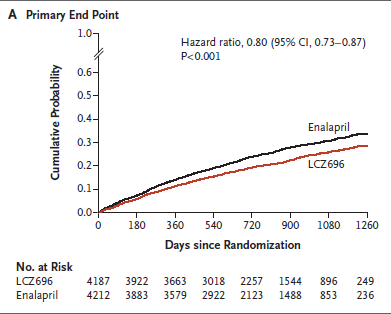 A Primary End Point
1.0
Hazard ratio, 0.80 (95% CI, 0.73–0.87)
P<0.001
0.6
0.5
0.4
0.3
0.2
0.1
0.0
Cumulative Probability
Enalapril
LCZ696
0 180 360 540 720 900 1080 1260
Days since Randomization
No. at Risk
LCZ696 4187 3922 3663 3018 2257 1544 896 249
Enalapril 4212 3883 3579 2922 2123 1488 853 236